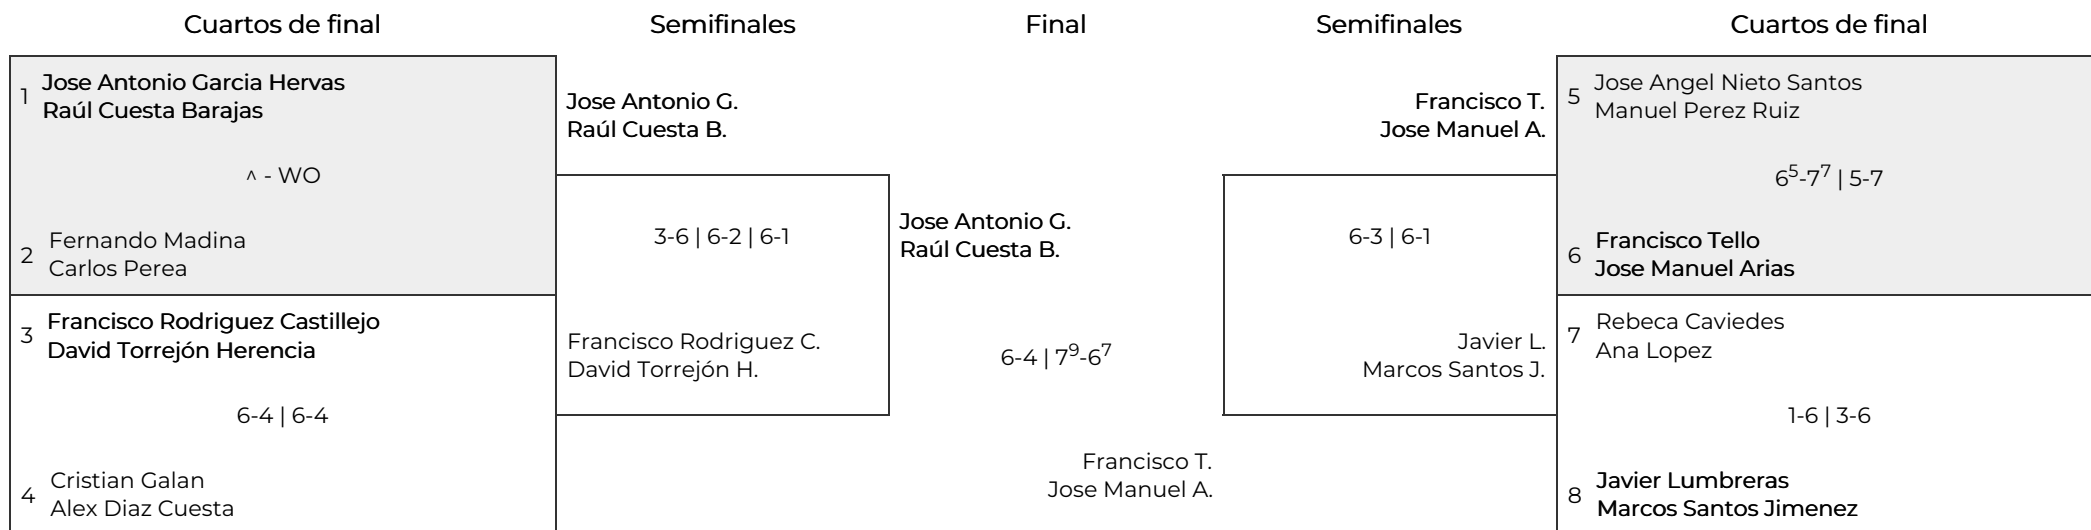 Cuartos de final
Semifinales
Final
Semifinales
Cuartos de final
1
Jose Antonio Garcia Hervas
Raúl Cuesta Barajas
^ - WO
2
Fernando Madina
Carlos Perea
3
Francisco Rodriguez Castillejo
David Torrejón Herencia
6-4 | 6-4
4
Cristian Galan
Alex Diaz Cuesta
Jose Antonio G.
Raúl Cuesta B.
3-6 | 6-2 | 6-1
Francisco Rodriguez C.
David Torrejón H.
Jose Antonio G.
Raúl Cuesta B.
6-4 | 7⁹-6⁷
Francisco T.
Jose Manuel A.
Francisco T.
Jose Manuel A.
6-3 | 6-1
Javier L.
Marcos Santos J.
5
Jose Angel Nieto Santos
Manuel Perez Ruiz
6⁵-7⁷ | 5-7
6
Francisco Tello
Jose Manuel Arias
7
Rebeca Caviedes
Ana Lopez
1-6 | 3-6
8
Javier Lumbreras
Marcos Santos Jimenez